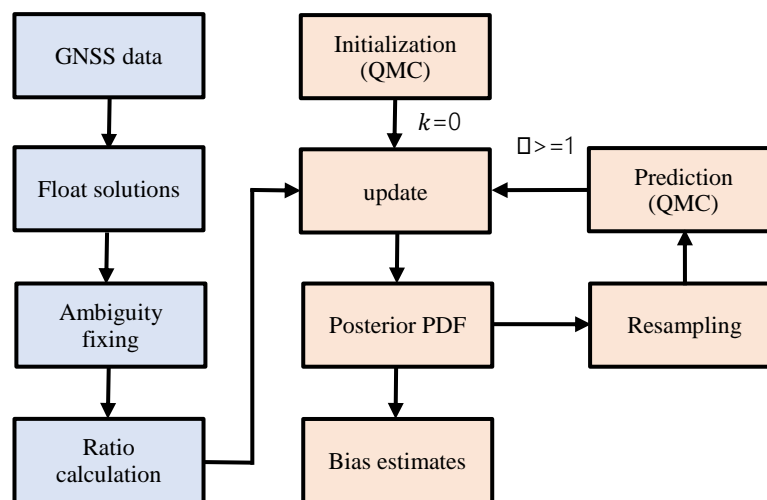 GNSS data
Float solutions
Ambiguity
fixing
Ratio
calculation
Initialization
(QMC)
k=0
update
Posterior PDF
Bias estimates
□>=1
Prediction
(QMC)
Resampling